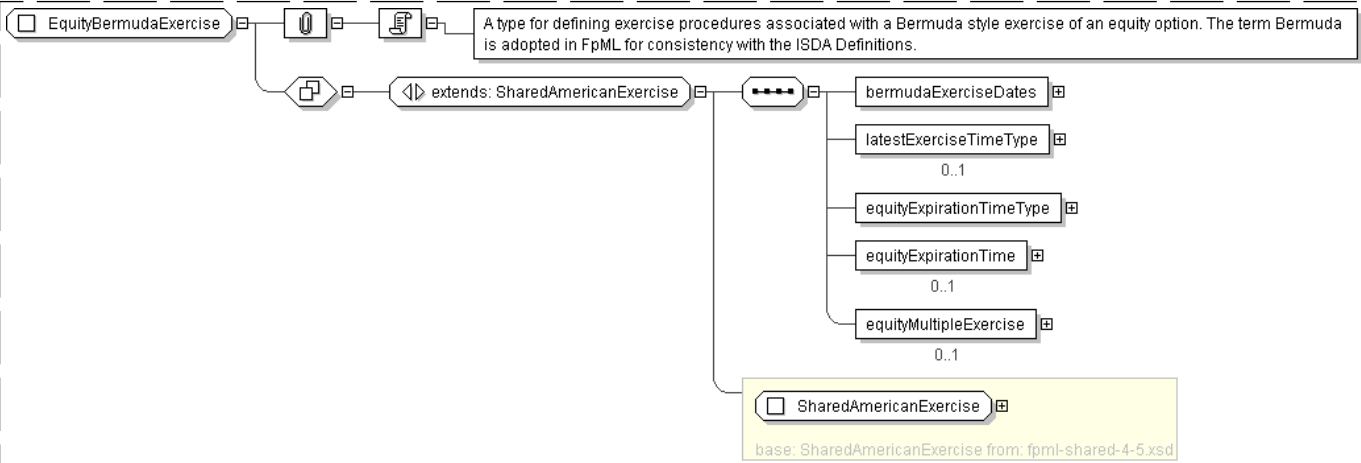 EquityBermudaExercise
A type for defining exercise procedures associated with a Bermuda style exercise of an equity option. The term Bermuda
is adopted in FpML for consistency with the ISDA Definitions.
extends: SharedAmericanExercise
bermudaExerciseDates
latestExerciseTimeType
0..1
equityExpirationTimeType
equityExpirationTime
0..1
equityMultipleExercise
0..1
SharedAmericanExercise
base: SharedAmericanExercise from: fpml-shared-4-5.xsd